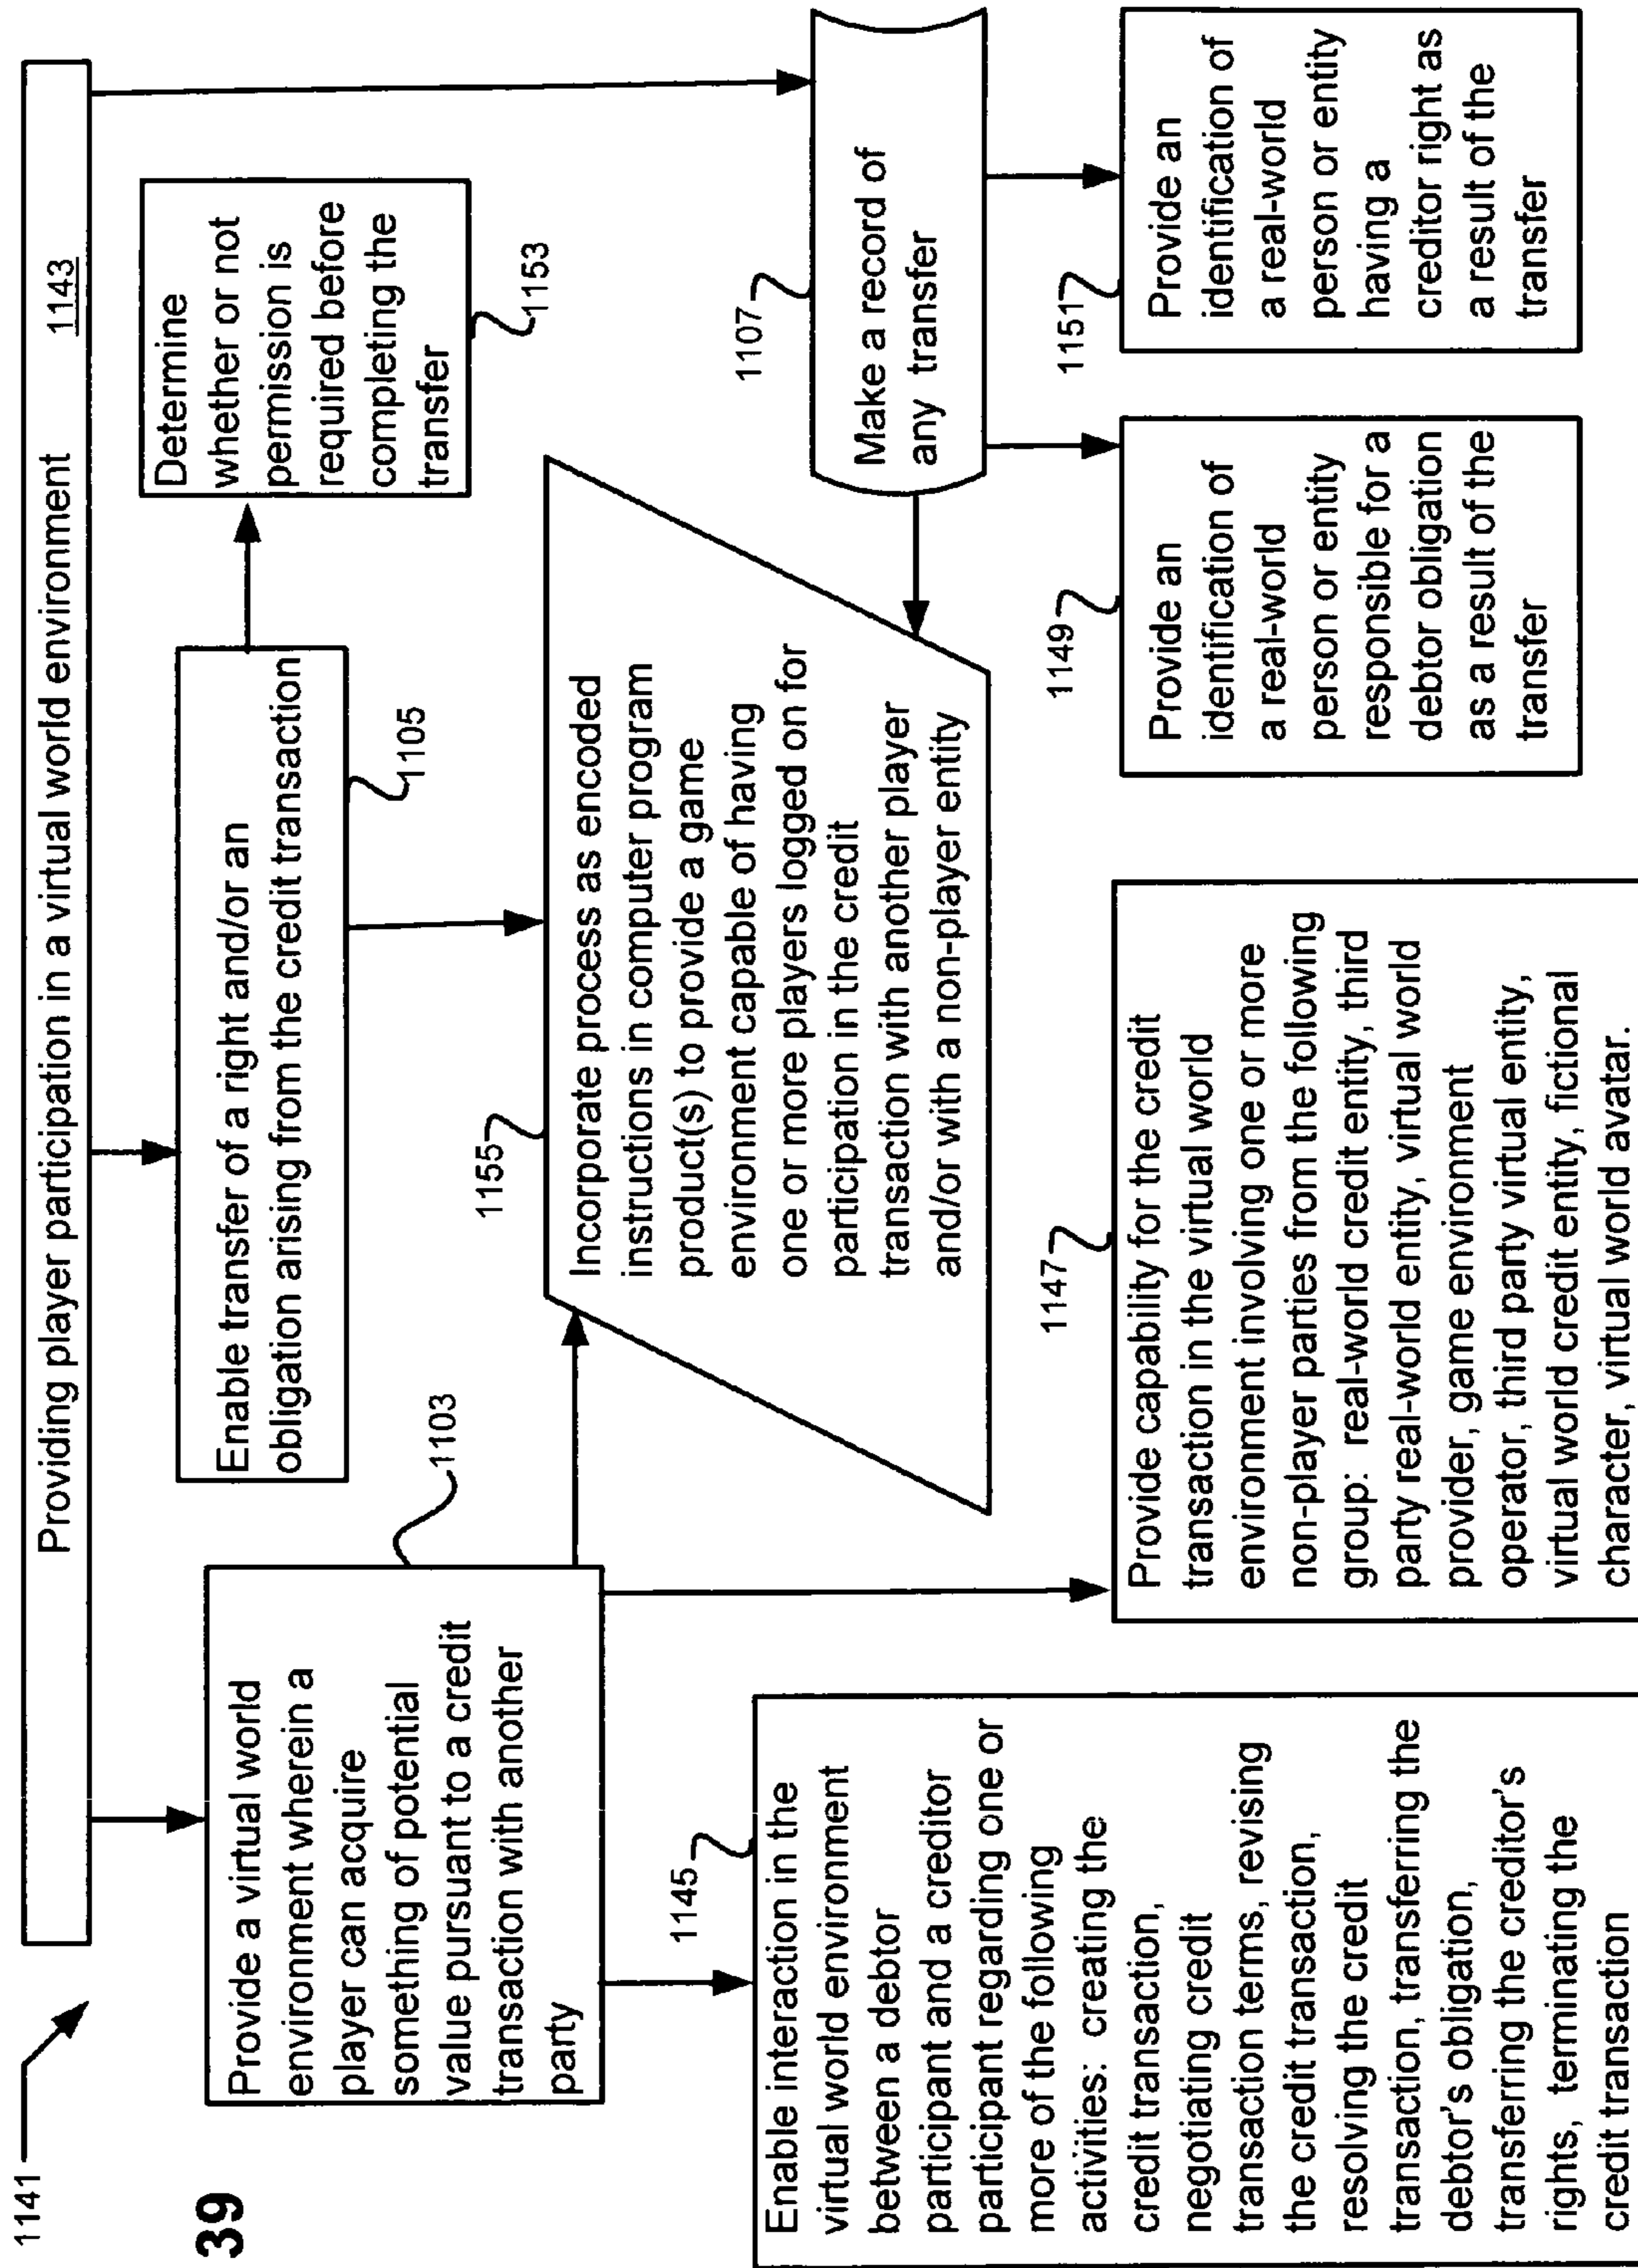 1141
Providing player participation in a virtual world environment 1143
Provide a virtual world
environment wherein a
player can acquire
something of potential
value pursuant to a credit
transaction with another
party
1103
Enable transfer of a right and/or an
obligation arising from the credit transaction
1105
Determine
whether or not
permission is
required before
completing the
transfer
1153
39
1155
Incorporate process as encoded
instructions in computer program
product(s) to provide a game
environment capable of having
one or more players logged on for
participation in the credit
transaction with another player
and/or with a non-player entity
1107
Make a record of
any transfer
1145
Enable interaction in the
virtual world environment
between a debtor
participant and a creditor
participant regarding one or
more of the following
activities: creating the
credit transaction,
negotiating credit
transaction terms, revising
the credit transaction,
resolving the credit
transaction, transferring the
debtor's obligation,
transferring the creditor's
rights, terminating the
credit transaction
1147
Provide capability for the credit
transaction in the virtual world
environment involving one or more
non-player parties from the following
group: real-world credit entity, third
party real-world entity, virtual world
provider, game environment
operator, third party virtual entity,
virtual world credit entity, fictional
character, virtual world avatar.
1149
Provide an
identification of
a real-world
person or entity
responsible for a
debtor obligation
as a result of the
transfer
1151
Provide an
identification of
a real-world
person or entity
having a
creditor right as
a result of the
transfer